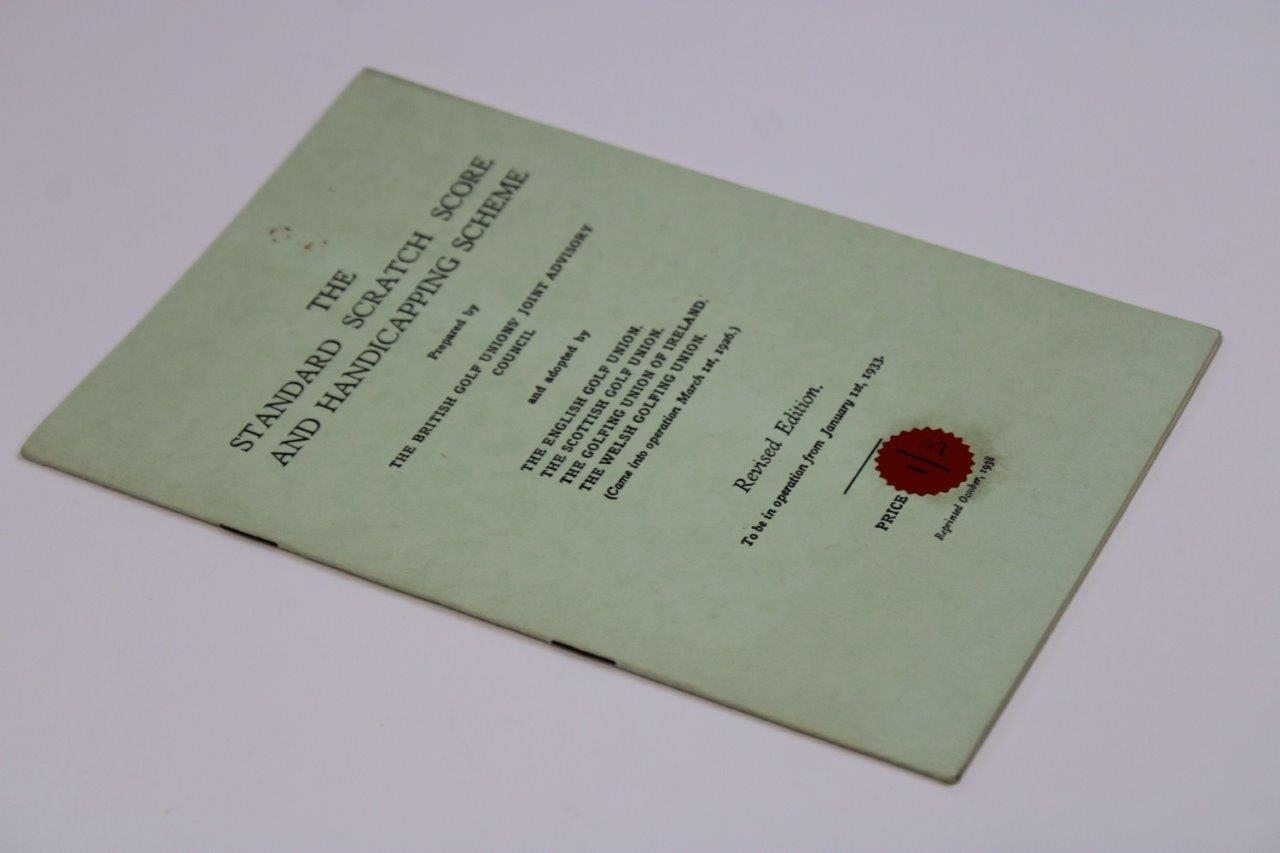 THE
STANDARD SCRATCH SCORE
AND HANDICAPPING SCHEME
Prepared by
THE BRITISH GOLF UNIONS' JOINT ADVISORY
COUNCIL
and adopted by
THE ENGLISH GOLF UNION.
THE SCOTTISH GOLF UNION.
THE GOLFING UNION OF IRELAND.
THE WELSH GOLFING UNION.
(Came into operation March 1st, 1926.)
Revised Edition.
To be in operation from January 1st, 1933.
PRICE 1/3
Reprinted October, 1938